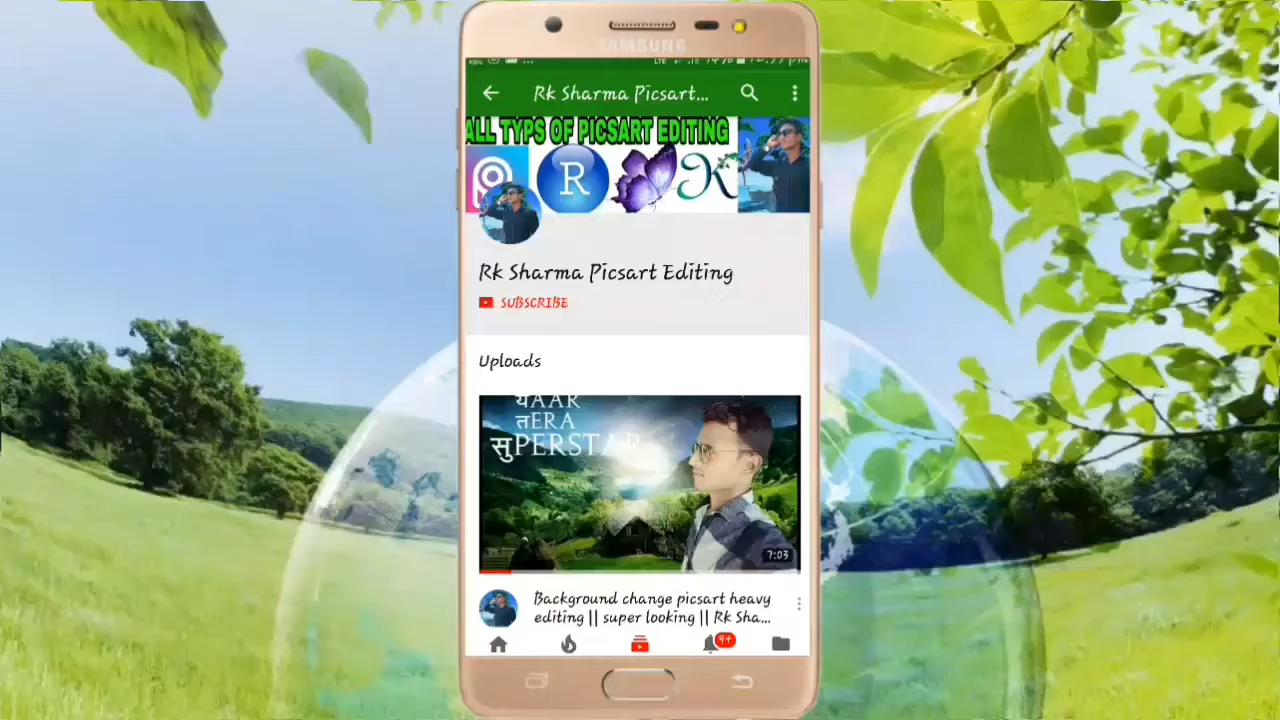 SAMSUNG
Rk Sharma Picsart...
ALL TYPS OF PICSART EDITING
R
K
Rk Sharma Picsart Editing
SUBSCRIBE
Uploads
यAAR
तERA
सुPERSTAR
7:03
Background change picsart heavy
editing || super looking || Rk Sha...
9+